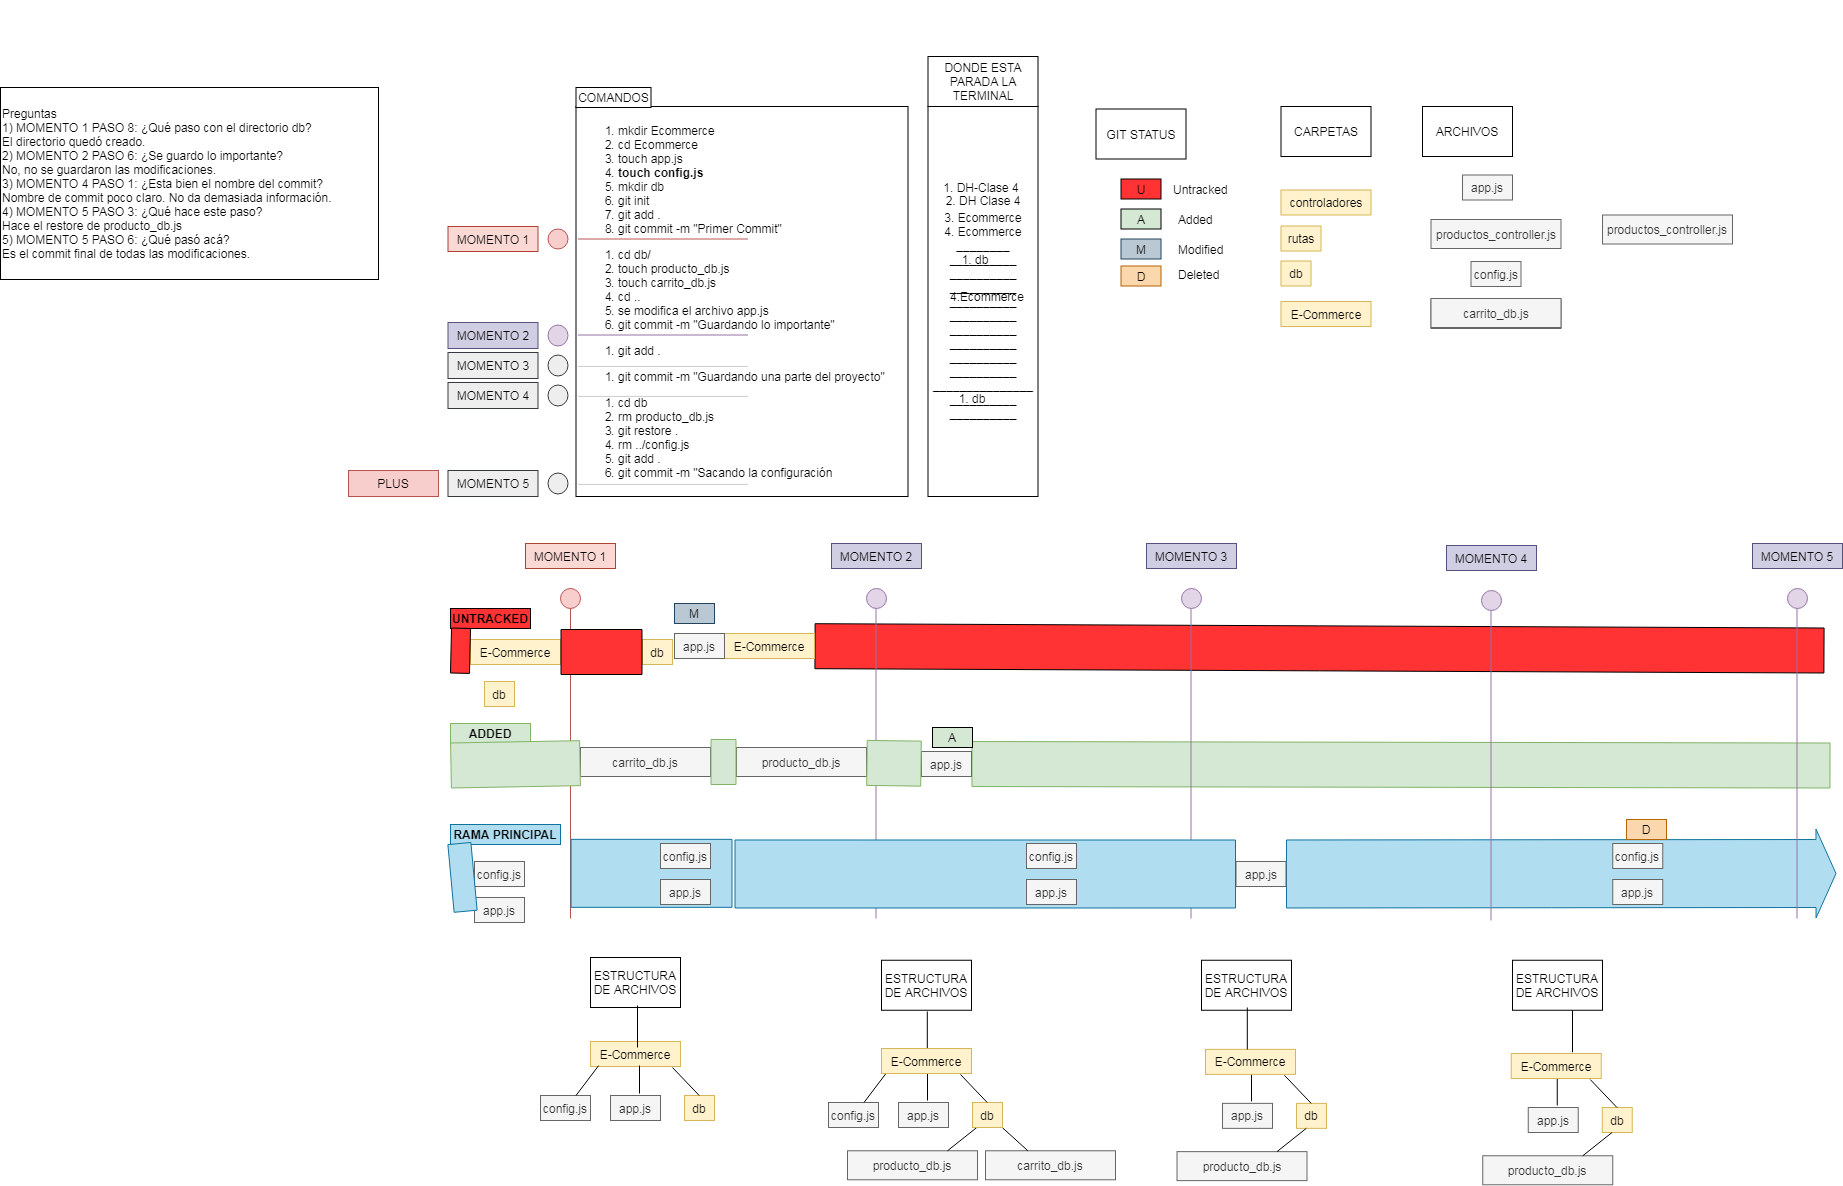 Preguntas
1) MOMENTO 1 PASO 8: ¿Qué paso con el directorio db?
El directorio quedó creado.
2) MOMENTO 2 PASO 6: ¿Se guardo lo importante?
No, no se guardaron las modificaciones.
3) MOMENTO 4 PASO 1: ¿Esta bien el nombre del commit?
Nombre de commit poco claro. No da demasiada información.
4) MOMENTO 5 PASO 3: ¿Qué hace este paso?
Hace el restore de producto_db.js
5) MOMENTO 5 PASO 6: ¿Qué pasó acá?
Es el commit final de todas las modificaciones.
COMANDOS
1. mkdir Ecommerce
2. cd Ecommerce
3. touch app.js
4. touch config.js
5. mkdir db
6. git init
7. git add .
8. git commit -m "Primer Commit"
MOMENTO 1
1. cd db/
2. touch producto_db.js
3. touch carrito_db.js
4. cd ..
5. se modifica el archivo app.js
6. git commit -m "Guardando lo importante"
MOMENTO 2
1. git add .
MOMENTO 3
1. git commit -m "Guardando una parte del proyecto"
MOMENTO 4
1. cd db
2. rm producto_db.js
3. git restore .
4. rm ../config.js
5. git add .
6. git commit -m "Sacando la configuración
PLUS
MOMENTO 5
DONDE ESTA
PARADA LA
TERMINAL
1. DH-Clase 4
2. DH Clase 4
3. Ecommerce
4. Ecommerce
1. db
4.Ecommerce
1. db
GIT STATUS
U Untracked
A Added
M Modified
D Deleted
CARPETAS
controladores
rutas
db
E-Commerce
ARCHIVOS
app.js
productos_controller.js
productos_controller.js
config.js
carrito_db.js
MOMENTO 1
MOMENTO 2
MOMENTO 3
MOMENTO 4
MOMENTO 5
UNTRACKED
M
E-Commerce
db
app.js
E-Commerce
db
ADDED
A
carrito_db.js
producto_db.js
app.js
RAMA PRINCIPAL
D
config.js
app.js
config.js
app.js
config.js
app.js
app.js
config.js
app.js
ESTRUCTURA
DE ARCHIVOS
E-Commerce
config.js
app.js
db
ESTRUCTURA
DE ARCHIVOS
E-Commerce
config.js
app.js
db
producto_db.js
carrito_db.js
ESTRUCTURA
DE ARCHIVOS
E-Commerce
app.js
db
producto_db.js
ESTRUCTURA
DE ARCHIVOS
E-Commerce
app.js
db
producto_db.js